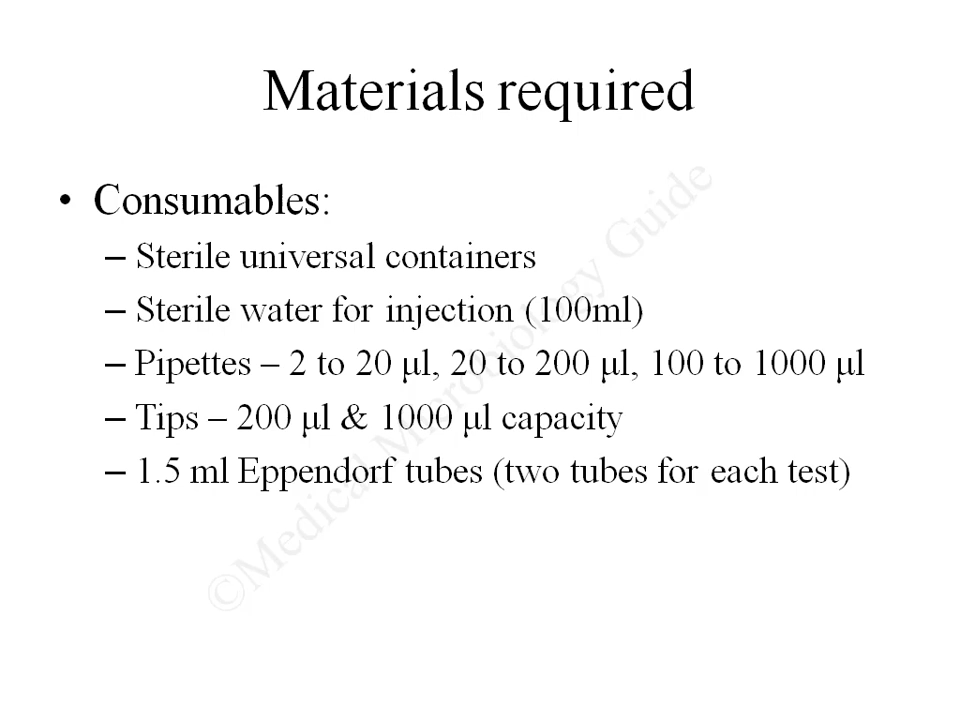 Materials required
• Consumables:
– Sterile universal containers
– Sterile water for injection (100ml)
– Pipettes – 2 to 20 μl, 20 to 200 μl, 100 to 1000 μl
– Tips – 200 μl & 1000 μl capacity
– 1.5 ml Eppendorf tubes (two tubes for each test)
©Medical Microbiology Guide